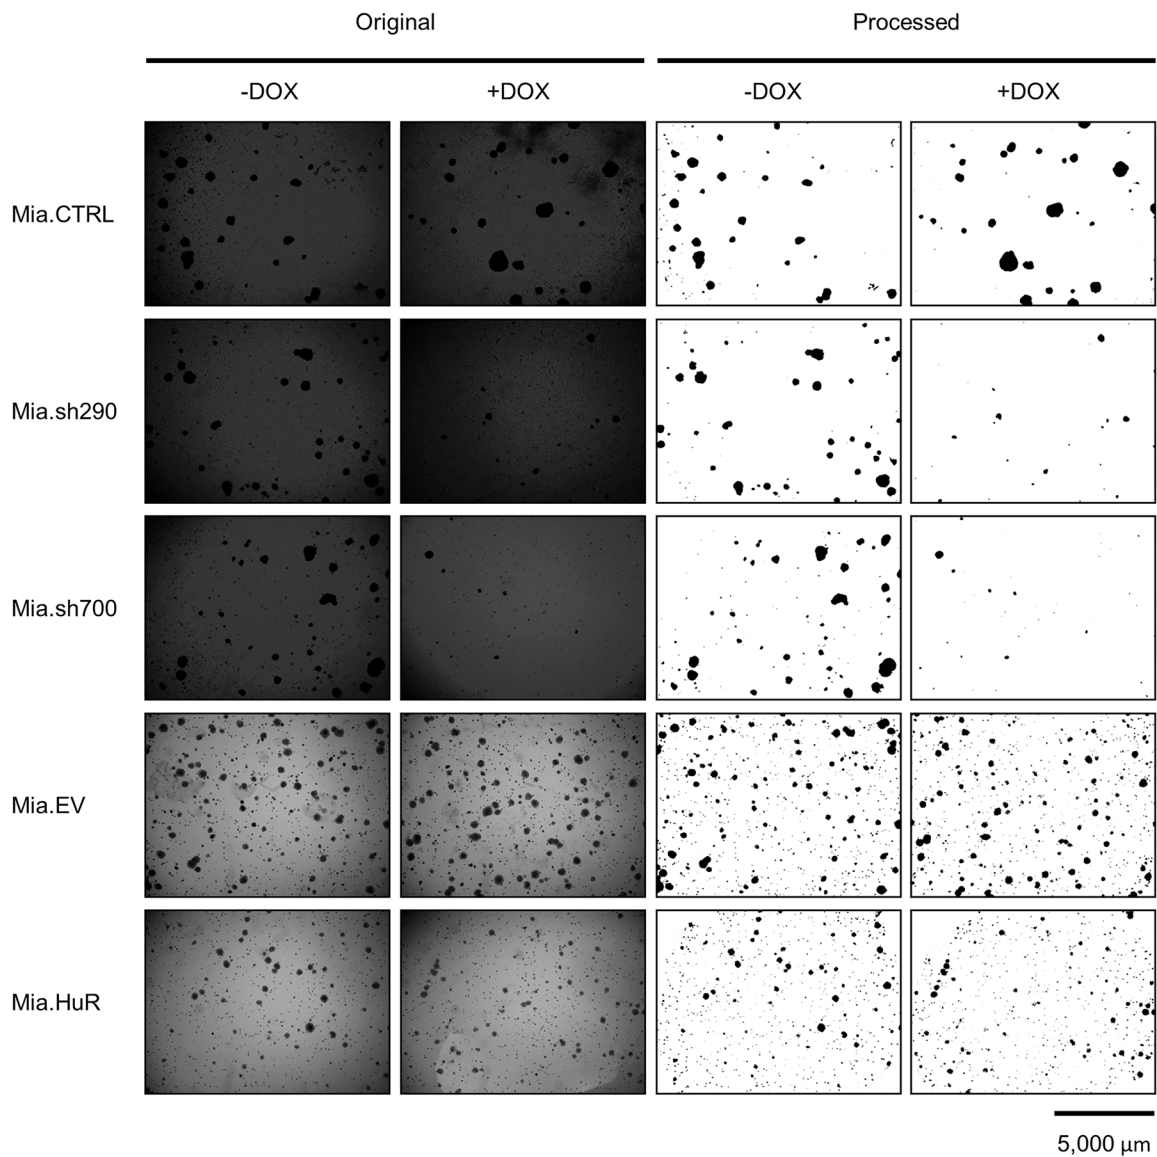 Original Processed
-DOX +DOX -DOX +DOX
Mia.CTRL
Mia.sh290
Mia.sh700
Mia.EV
Mia.HuR
5,000 µm